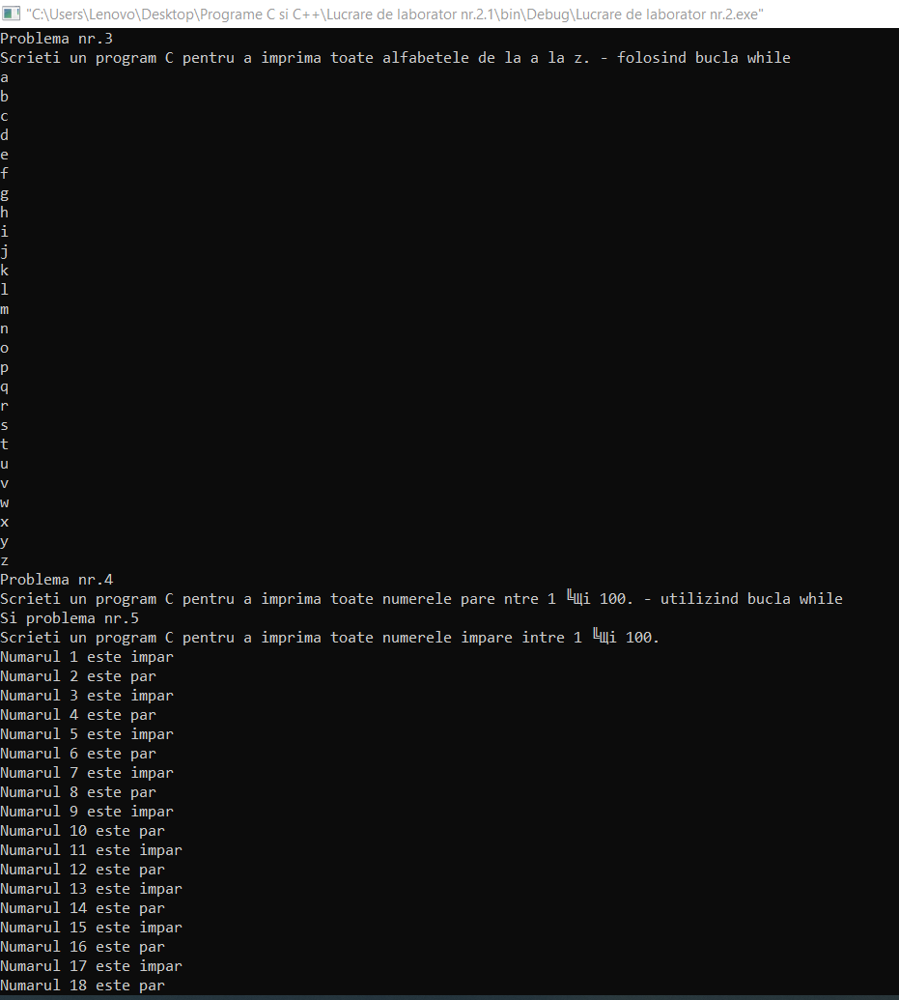 "C:\Users\Lenovo\Desktop\Programe C si C++\Lucrare de laborator nr.2.1\bin\Debug\Lucrare de laborator nr.2.exe"
Problema nr.3
Scrieti un program C pentru a imprima toate alfabetele de la a la z. - folosind bucla while
a
b
c
d
e
f
g
h
i
j
k
l
m
n
o
p
q
r
s
t
u
v
w
x
y
z
Problema nr.4
Scrieti un program C pentru a imprima toate numerele pare ntre 1 ╚Щi 100. - utilizind bucla while
Si problema nr.5
Scrieti un program C pentru a imprima toate numerele impare intre 1 ╚Щi 100.
Numarul 1 este impar
Numarul 2 este par
Numarul 3 este impar
Numarul 4 este par
Numarul 5 este impar
Numarul 6 este par
Numarul 7 este impar
Numarul 8 este par
Numarul 9 este impar
Numarul 10 este par
Numarul 11 este impar
Numarul 12 este par
Numarul 13 este impar
Numarul 14 este par
Numarul 15 este impar
Numarul 16 este par
Numarul 17 este impar
Numarul 18 este par